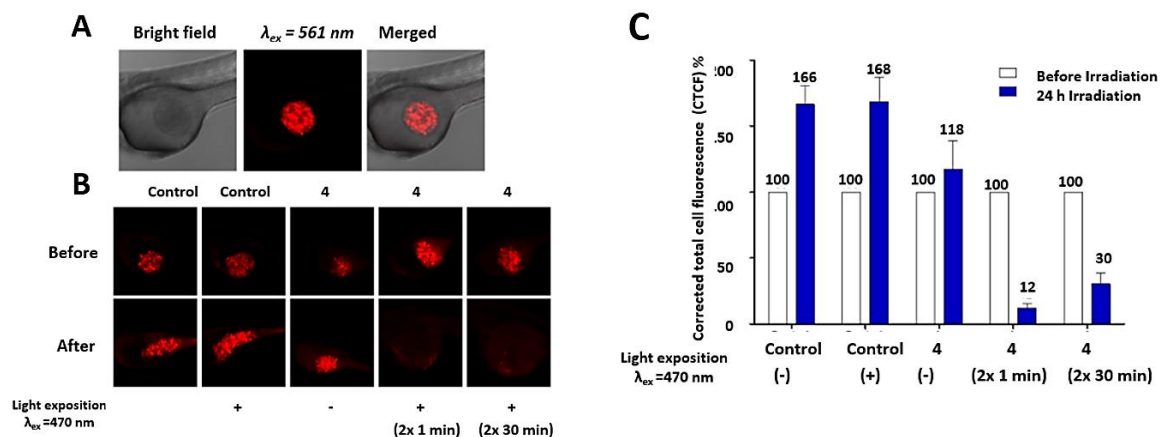 A
Bright field λex = 561 nm Merged
B
Control Control 4 4 4
Before
After
Light exposition
λex =470 nm
+ - + +
(2x 1 min) (2x 30 min)
C
Corrected total cell fluorescence (CTCF) %
Before Irradiation
24 h Irradiation
166 168 118 12 30
100 100 100 100 100
50
0
Light exposition
λex =470 nm
Control Control 4 4 4
(-) (+) (-) (2x 1 min) (2x 30 min)